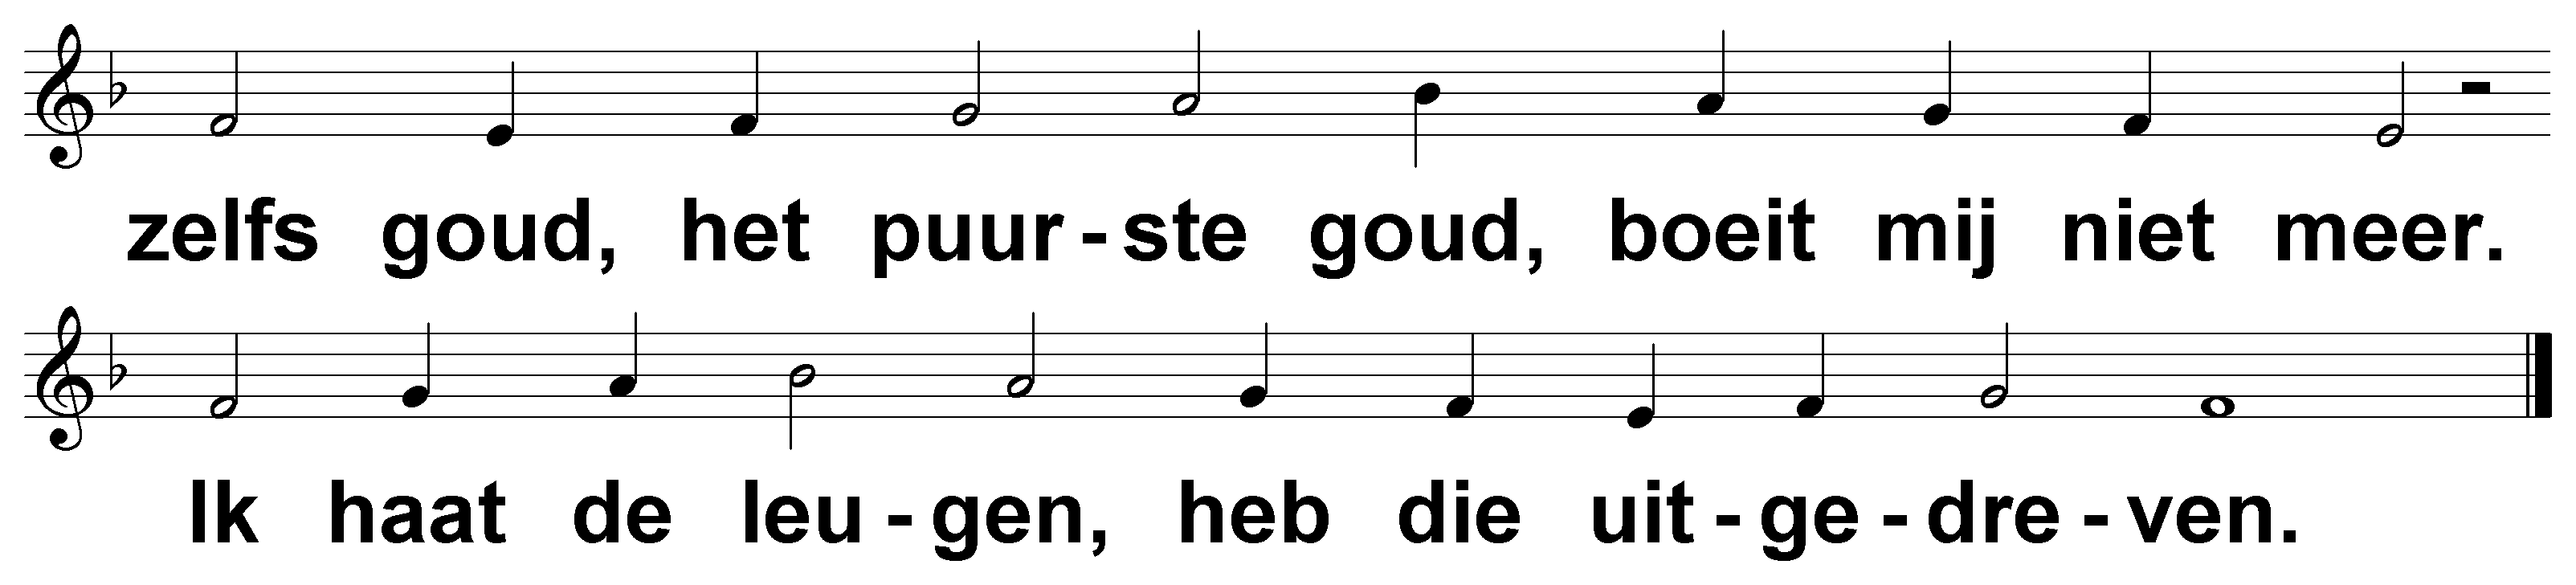 zelfs goud, het puur-ste goud, boeit mij niet meer.
Ik haat de leu-gen, heb die uit-ge-dre-ven.